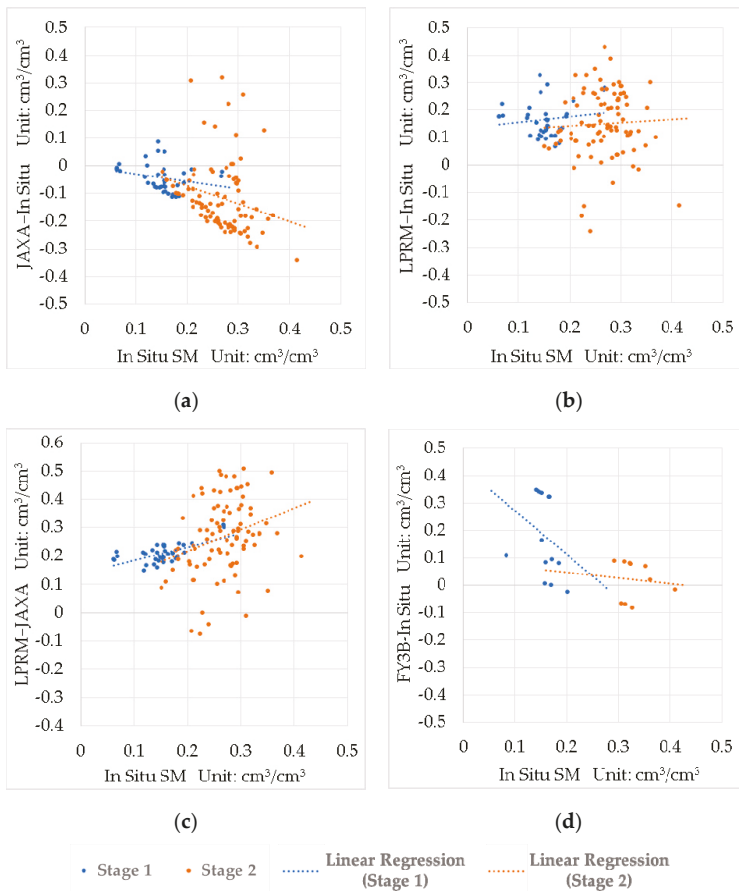 0.5
0.4
0.3
0.2
0.1
0
-0.1
-0.2
-0.3
-0.4
-0.5
JAXA-In Situ Unit: cm³/cm³
0 0.1 0.2 0.3 0.4 0.5
In Situ SM Unit: cm³/cm³
(a)
0.5
0.4
0.3
0.2
0.1
0
-0.1
-0.2
-0.3
-0.4
-0.5
LPRM-In Situ Unit: cm³/cm³
0 0.1 0.2 0.3 0.4 0.5
In Situ SM Unit: cm³/cm³
(b)
0.6
0.5
0.4
0.3
0.2
0.1
0
-0.1
-0.2
-0.3
-0.4
LPRM-JAXA Unit: cm³/cm³
0 0.1 0.2 0.3 0.4 0.5
In Situ SM Unit: cm³/cm³
(c)
0.5
0.4
0.3
0.2
0.1
0
-0.1
-0.2
-0.3
-0.4
-0.5
FY3B-In Situ Unit: cm³/cm³
0 0.1 0.2 0.3 0.4 0.5
In Situ SM Unit: cm³/cm³
(d)
Stage 1
Stage 2
Linear Regression
(Stage 1)
Linear Regression
(Stage 2)